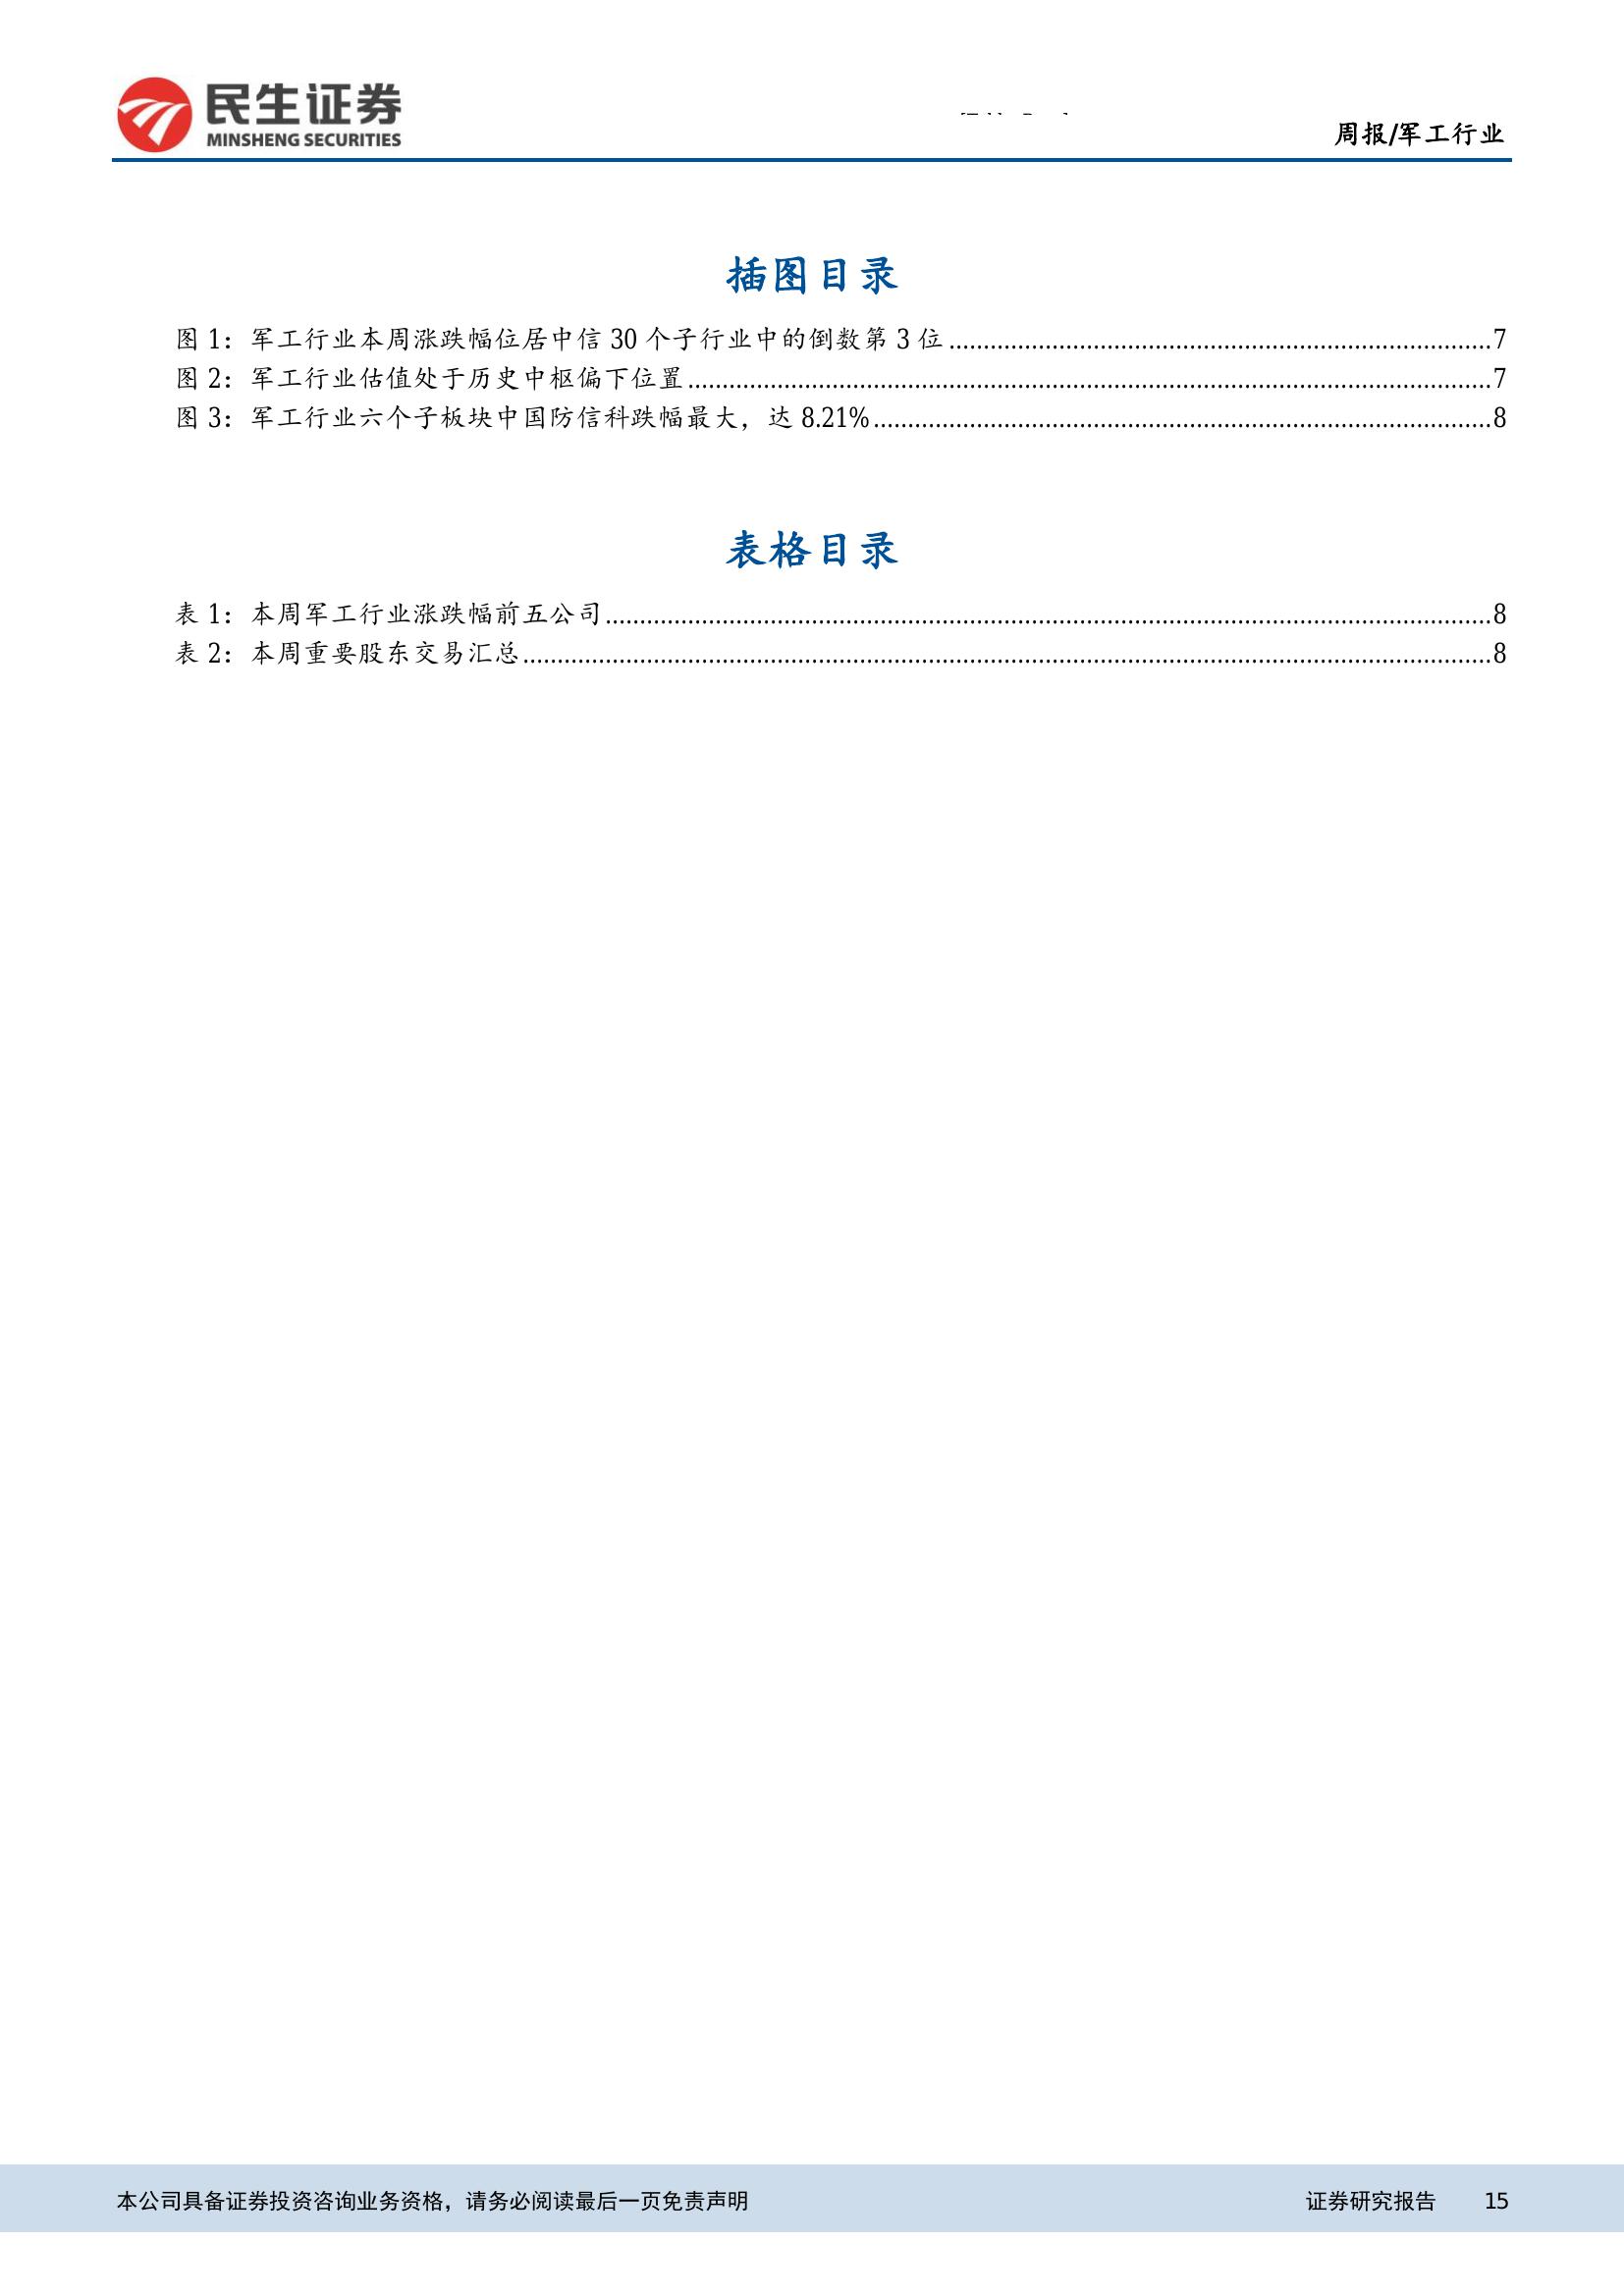 民生证券
MINSHENG SECURITIES
周报/军工行业
插图目录
图 1：军工行业本周涨跌幅位居中信 30 个子行业中的倒数第 3 位................................................................................7
图 2：军工行业估值处于历史中枢偏下位置......................................................................................................................7
图 3：军工行业六个子板块中国防信科跌幅最大，达 8.21%...........................................................................................8
表格目录
表 1：本周军工行业涨跌幅前五公司..................................................................................................................................8
表 2：本周重要股东交易汇总..............................................................................................................................................8
本公司具备证券投资咨询业务资格，请务必阅读最后一页免责声明
证券研究报告 15